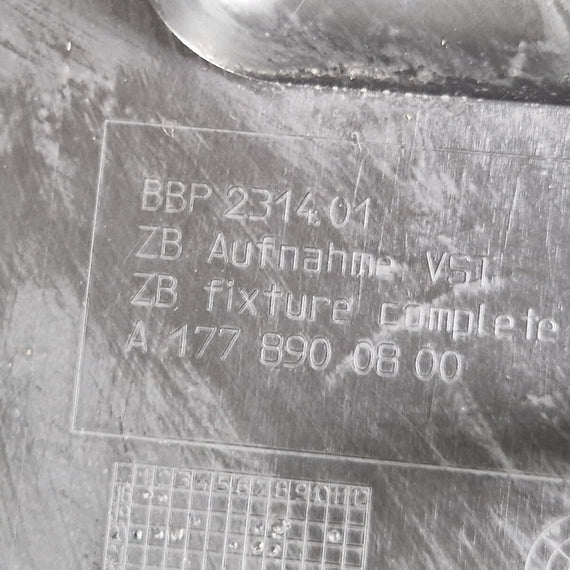 BBP 2314.01
ZB Aufnahme VST
ZB fixture complete
A 177 890 08 00